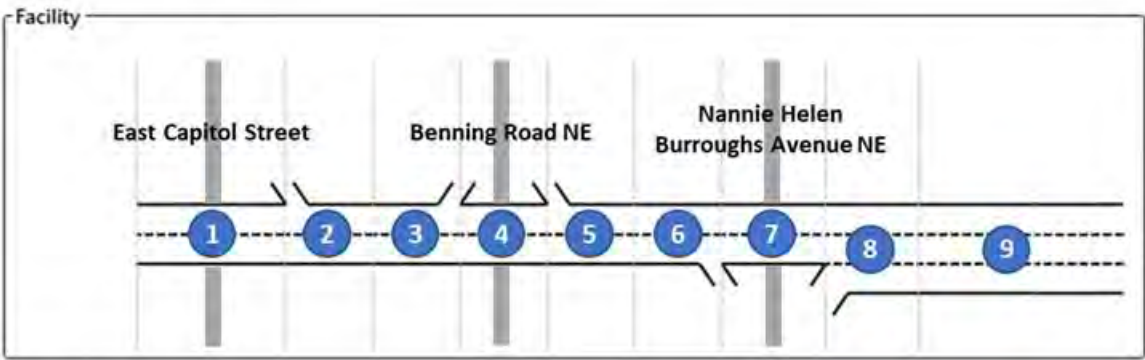 Facility
East Capitol Street
Benning Road NE
Nannie Helen
Burroughs Avenue NE
1
2
3
4
5
6
7
8
9